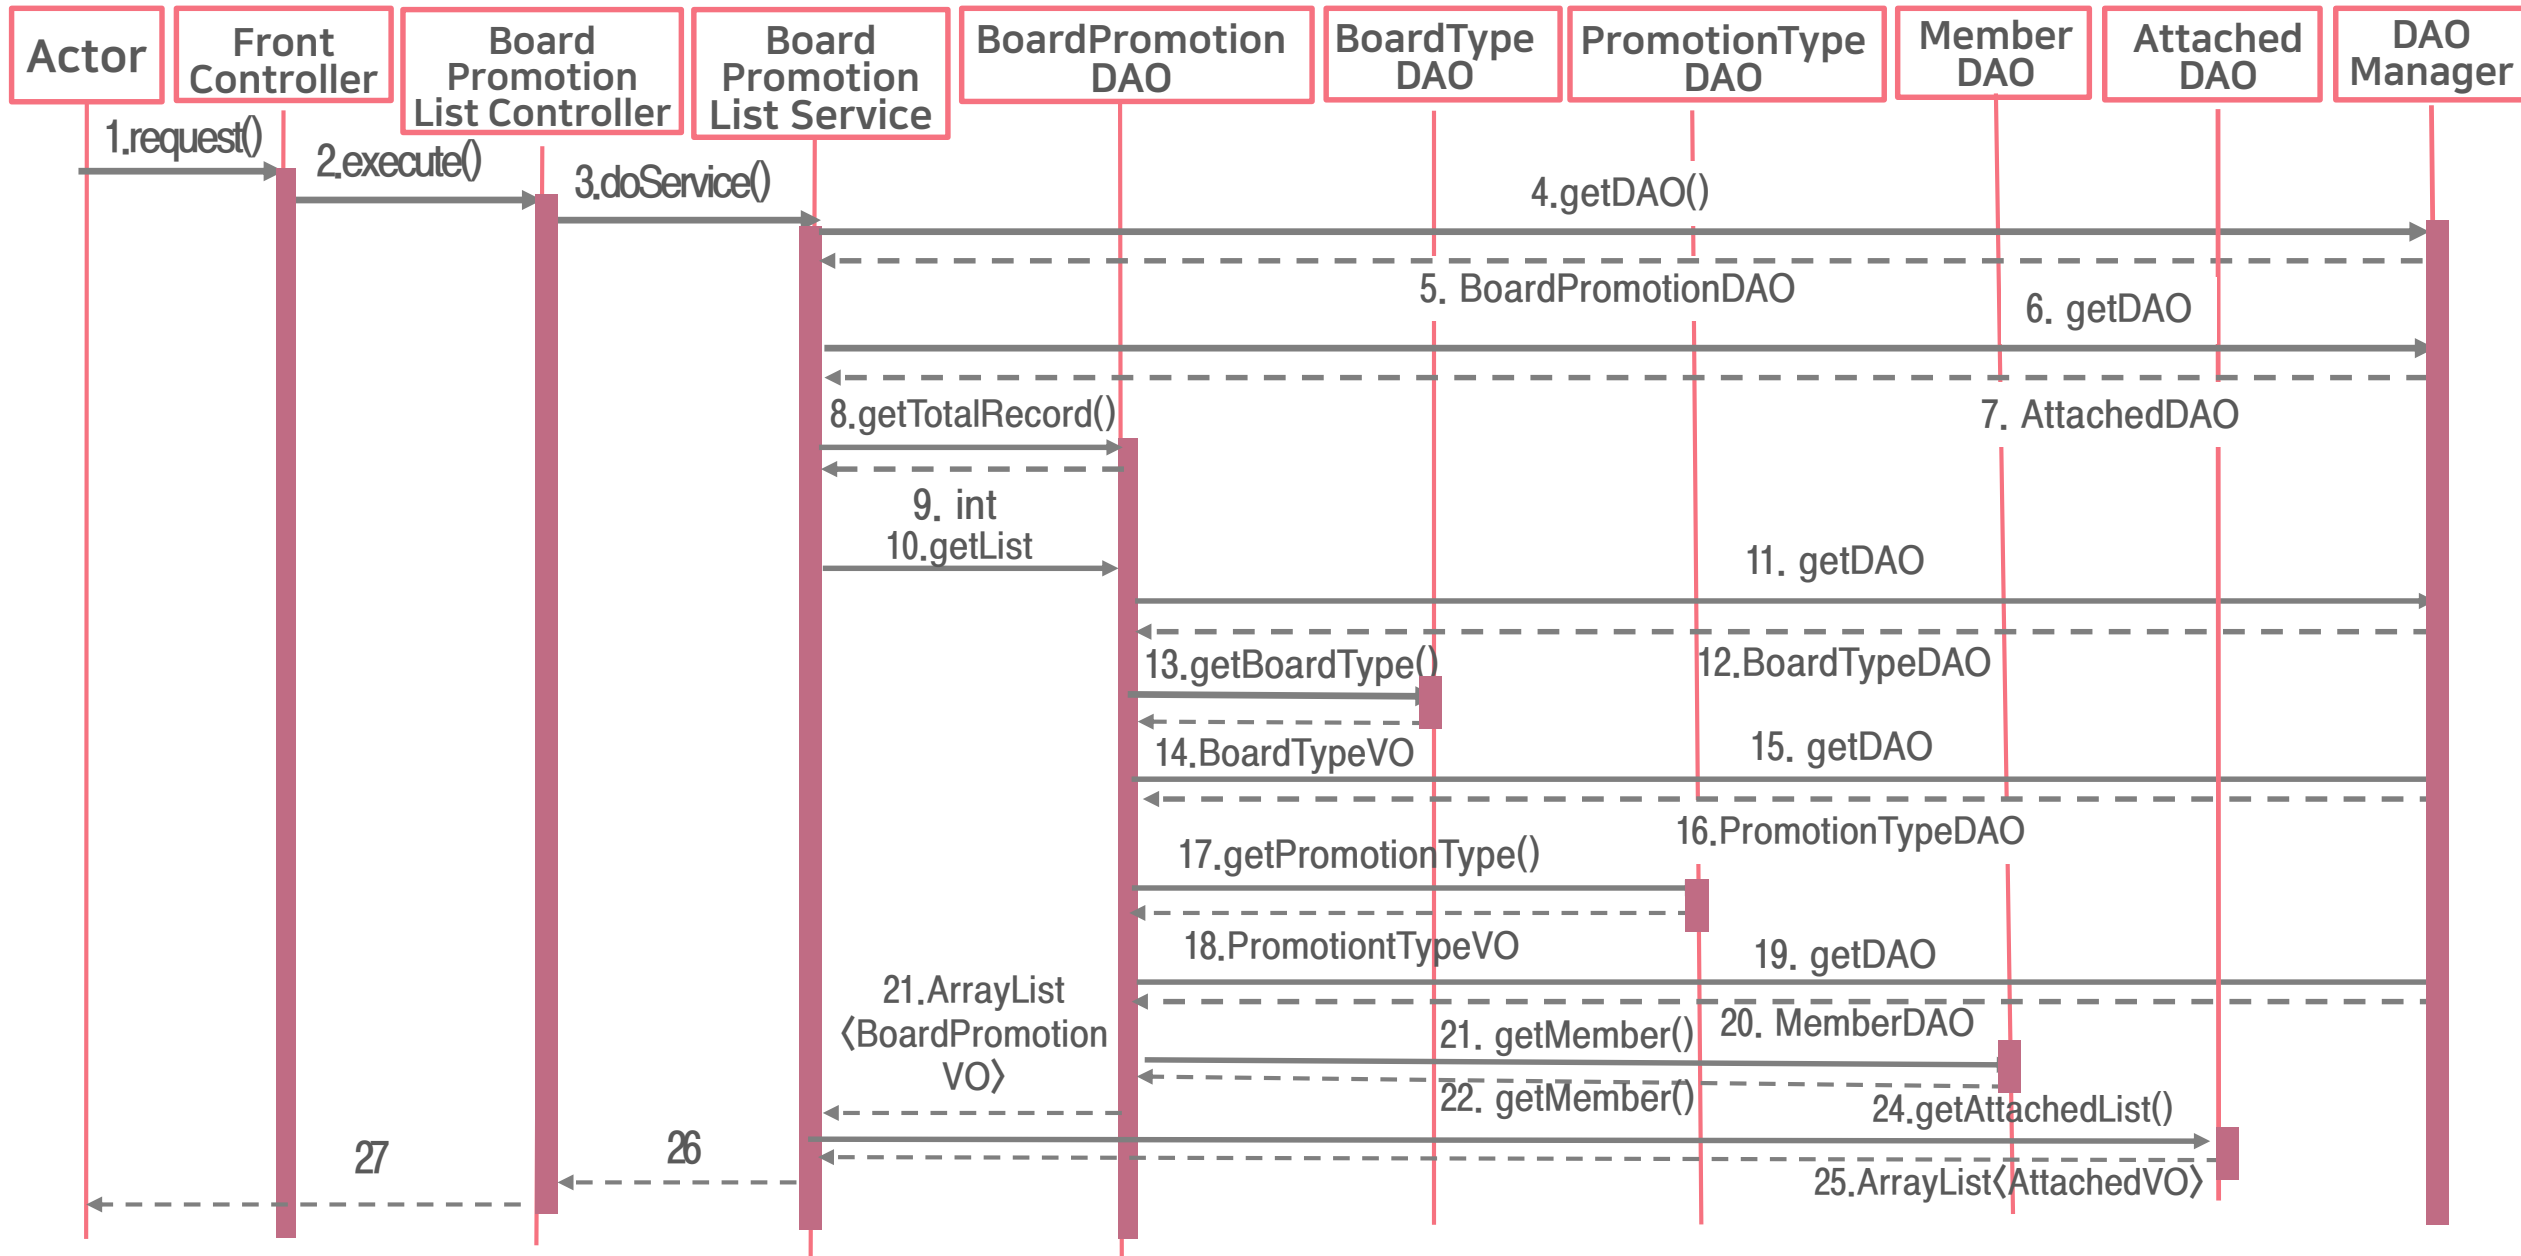 Actor
Front
Controller
Board
Promotion
List Controller
Board
Promotion
List Service
BoardPromotion
DAO
BoardType
DAO
PromotionType
DAO
Member
DAO
Attached
DAO
DAO
Manager
1.request()
2.execute()
3.doService()
4.getDAO()
5. BoardPromotionDAO
6. getDAO
7. AttachedDAO
8.getTotalRecord()
9. int
10.getList
11. getDAO
12.BoardTypeDAO
13.getBoardType()
14.BoardTypeVO
15. getDAO
16.PromotionTypeDAO
17.getPromotionType()
18.PromotiontTypeVO
19. getDAO
20. MemberDAO
21.ArrayList
〈BoardPromotion
VO〉
21. getMember()
22. getMember()
24.getAttachedList()
25.ArrayList〈AttachedVO〉
26
27